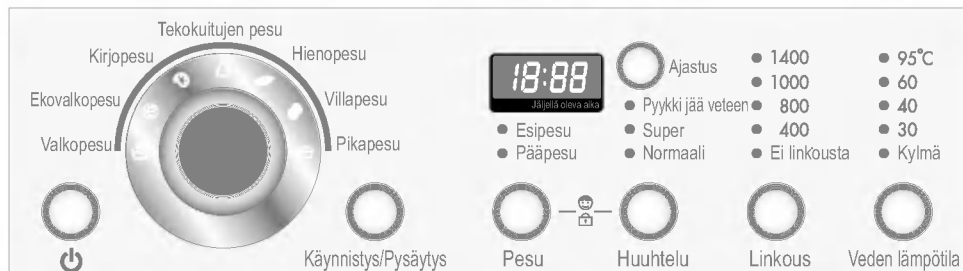 Tekokuitujen pesu
Kirjopesu
Hienopesu
Ekovalkopesu
Villapesu
Valkopesu
Pikapesu
Käynnistys/Pysäytys
18:88
Jäljellä oleva aika
Esipesu
Pääpesu
Pesu
Ajastus
Pyykki jää veteen
Super
Normaali
Huuhtelu
1400
1000
800
400
Ei linkousta
Linkous
95°C
60
40
30
Kylmä
Veden lämpötila